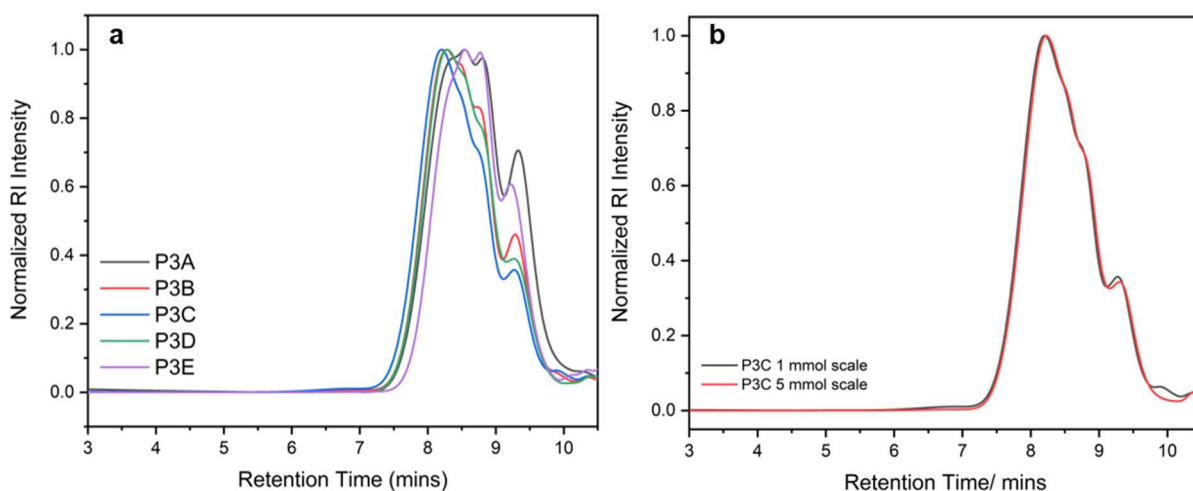 a
Normalized RI Intensity
1.0
0.8
0.6
0.4
0.2
0.0
P3A
P3B
P3C
P3D
P3E
3 4 5 6 7 8 9 10
Retention Time (mins)
b
Normalized RI Intensity
1.0
0.8
0.6
0.4
0.2
0.0
P3C 1 mmol scale
P3C 5 mmol scale
3 4 5 6 7 8 9 10
Retention Time/ mins